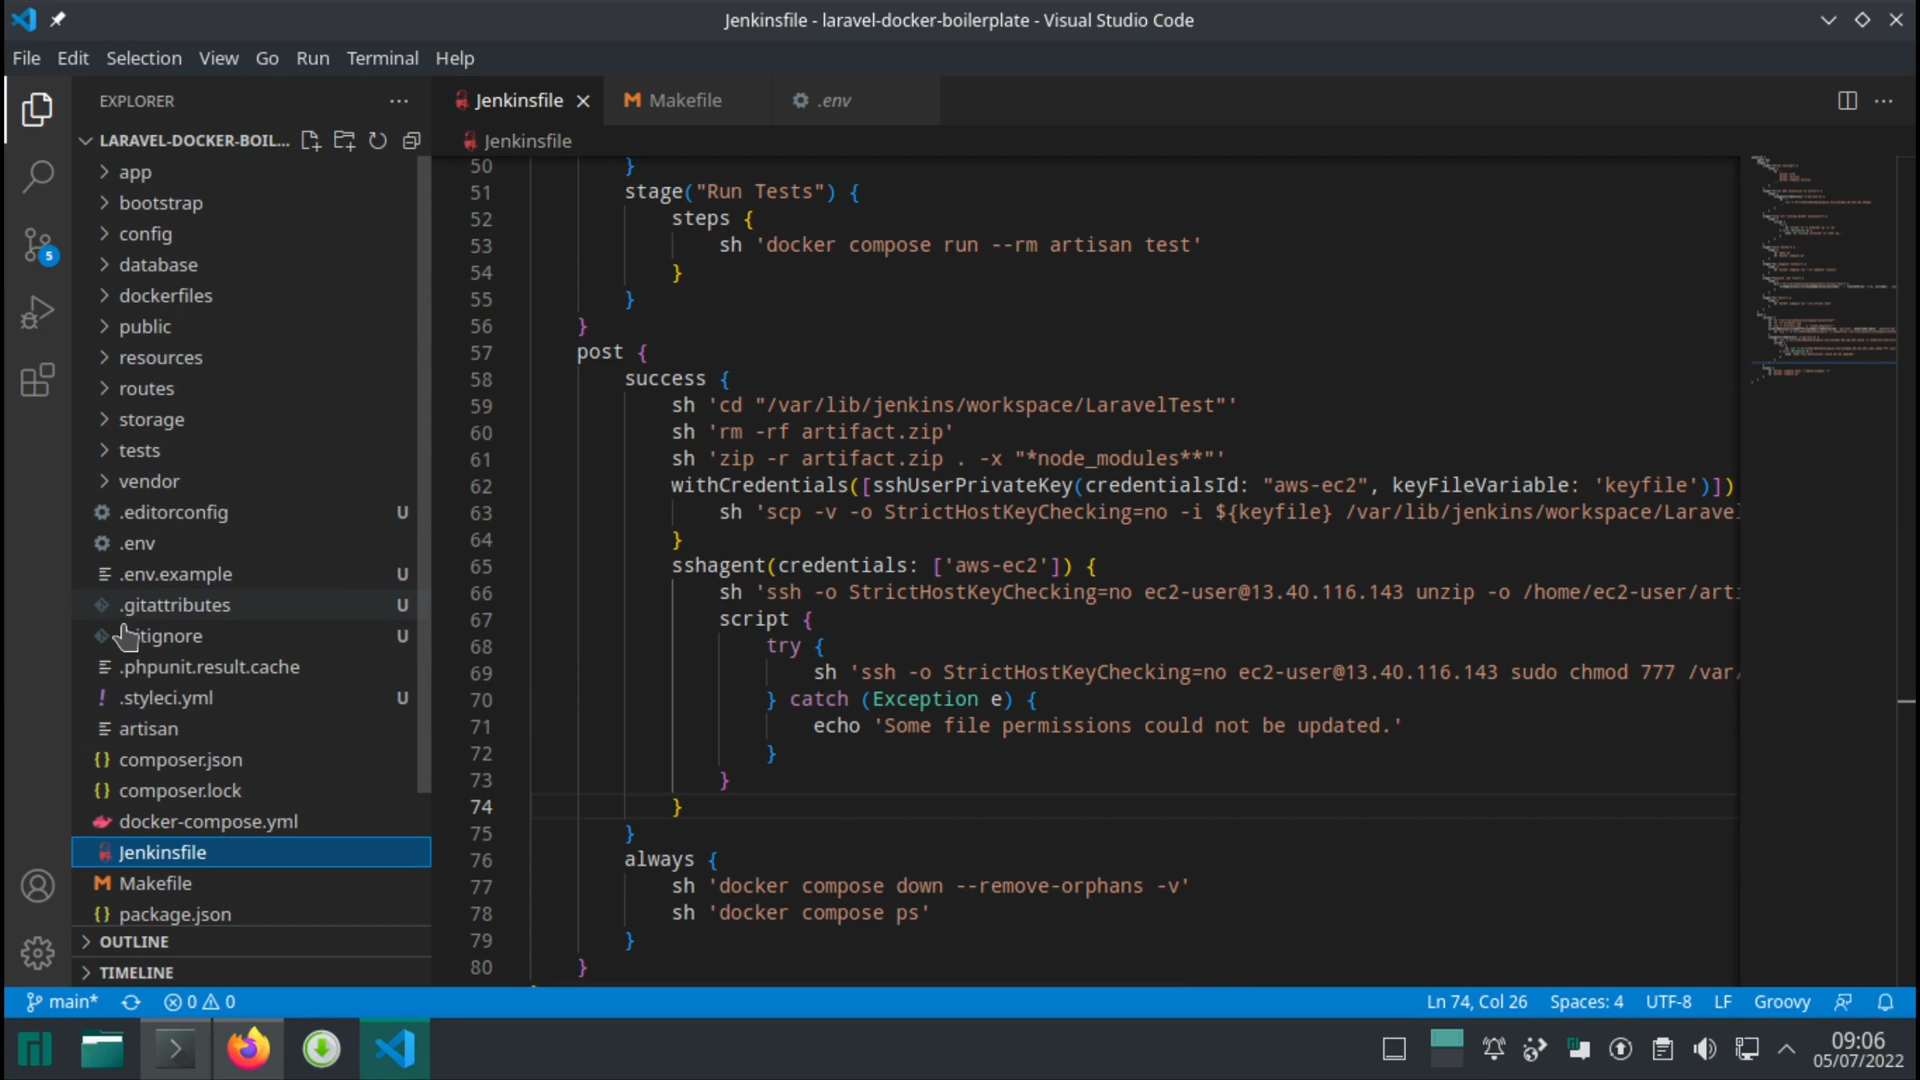 Jenkinsfile - laravel-docker-boilerplate - Visual Studio Code
File Edit Selection View Go Run Terminal Help
EXPLORER
LARAVEL-DOCKER-BOIL...
app
bootstrap
config
database
dockerfiles
public
resources
routes
storage
tests
vendor
.editorconfig U
.env
.env.example U
.gitattributes U
itignore U
.phpunit.result.cache
.styleci.yml U
artisan
composer.json
composer.lock
docker-compose.yml
Jenkinsfile
Makefile
package.json
OUTLINE
TIMELINE
5
Jenkinsfile Makefile .env
Jenkinsfile
50 }
51 stage("Run Tests") {
52 steps {
53 sh 'docker compose run --rm artisan test'
54 }
55 }
56 }
57 post {
58 success {
59 sh 'cd "/var/lib/jenkins/workspace/LaravelTest"'
60 sh 'rm -rf artifact.zip'
61 sh 'zip -r artifact.zip . -x "*node_modules**"'
62 withCredentials([sshUserPrivateKey(credentialsId: "aws-ec2", keyFileVariable: 'keyfile')])
63 sh 'scp -v -o StrictHostKeyChecking=no -i ${keyfile} /var/lib/jenkins/workspace/Laravel
64 }
65 sshagent(credentials: ['aws-ec2']) {
66 sh 'ssh -o StrictHostKeyChecking=no ec2-user@13.40.116.143 unzip -o /home/ec2-user/art
67 script {
68 try {
69 sh 'ssh -o StrictHostKeyChecking=no ec2-user@13.40.116.143 sudo chmod 777 /var/
70 } catch (Exception e) {
71 echo 'Some file permissions could not be updated.'
72 }
73 }
74 }
75 }
76 always {
77 sh 'docker compose down --remove-orphans -v'
78 sh 'docker compose ps'
79 }
80 }
main* 0 0 Ln 74, Col 26 Spaces: 4 UTF-8 LF Groovy
09:06
05/07/2022